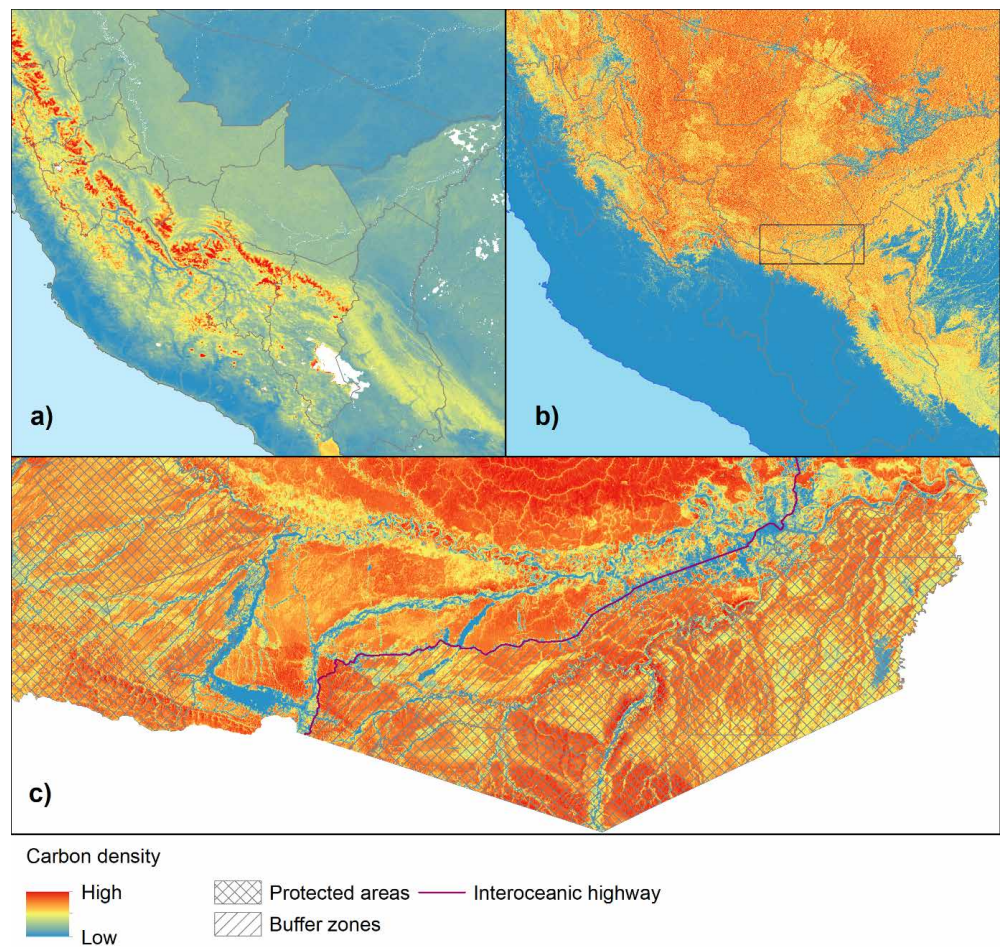 a)
b)
c)
Carbon density
High
Low
Protected areas
Interoceanic highway
Buffer zones